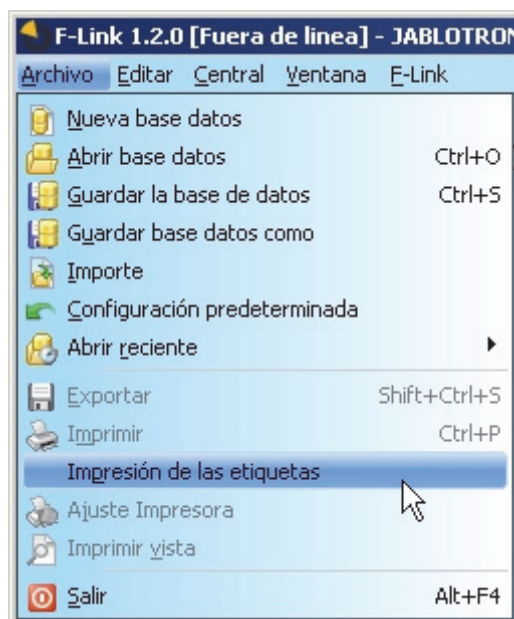 F-Link 1.2.0 [Fuera de linea] - JABLOTRON
Archivo Editar Central Ventana F-Link
Nueva base datos
Abrir base datos Ctrl+O
Guardar la base de datos Ctrl+S
Guardar base datos como
Importe
Configuración predeterminada
Abrir reciente
Exportar Shift+Ctrl+S
Imprimir Ctrl+P
Impresión de las etiquetas
Ajuste Impresora
Imprimir vista
Salir Alt+F4